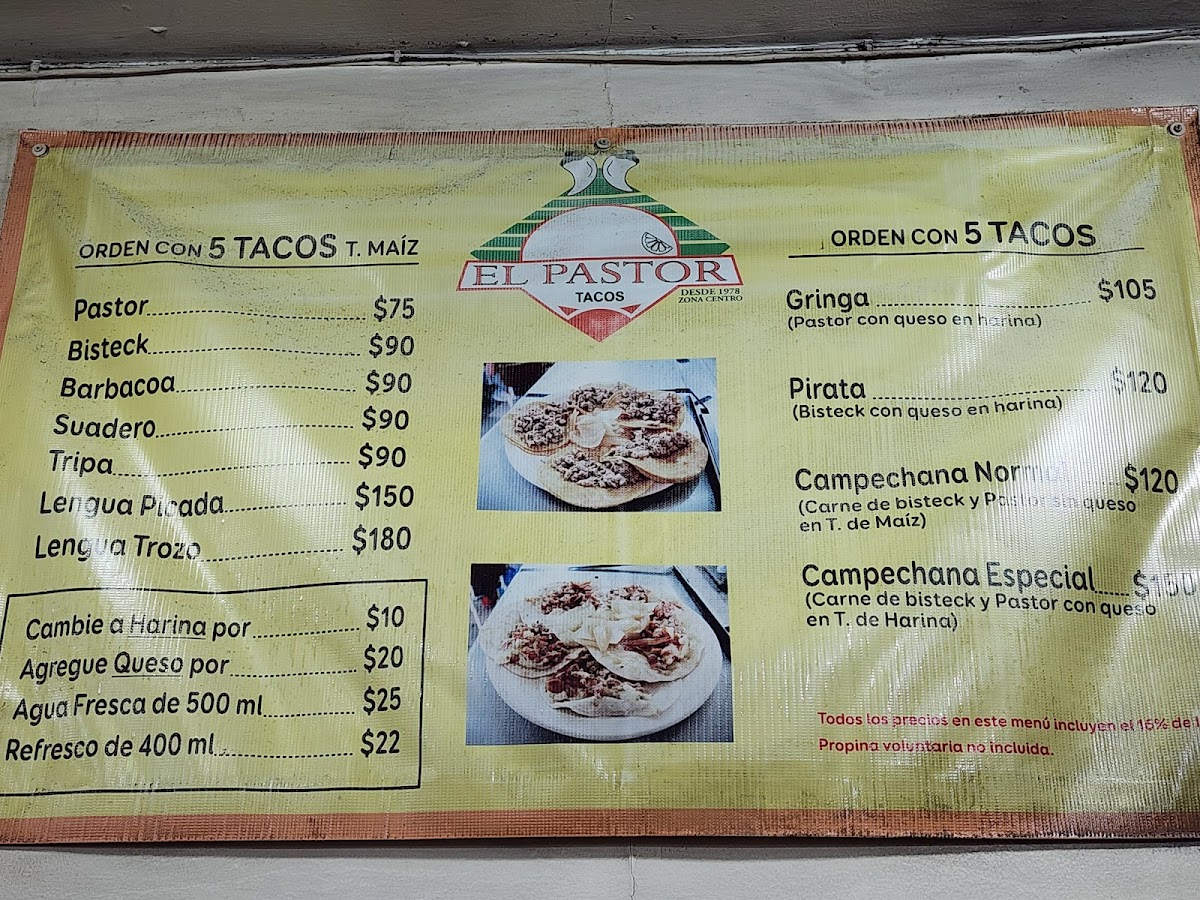 EL PASTOR
TACOS
DESDE 1978
ZONA CENTRO
ORDEN CON 5 TACOS T. MAÍZ
Pastor $75
Bisteck $90
Barbacoa $90
Suadero $90
Tripa $90
Lengua Picada $150
Lengua Trozo $180
Cambie a Harina por $10
Agregue Queso por $20
Agua Fresca de 500 ml $25
Refresco de 400 ml $22
ORDEN CON 5 TACOS
Gringa $105
(Pastor con queso en harina)
Pirata $120
(Bisteck con queso en harina)
Campechana $120
(Carne de bisteck y Pastor sin queso
en T. de Maíz)
Campechana Especial
(Carne de bisteck y Pastor con queso
en T. de Harina)
Todos los precios en este menú incluyen el 16% de
Propina voluntaria no incluida.